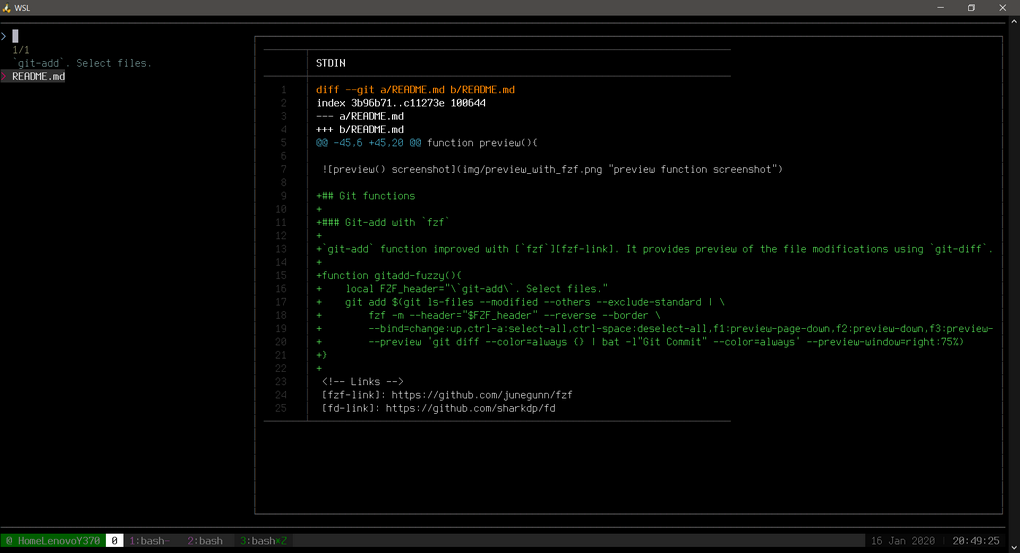 WSL
>
1/1
`git-add`. Select files.
> README.md
STDIN
1 diff --git a/README.md b/README.md
2 index 3b96b71..c11273e 100644
3 --- a/README.md
4 +++ b/README.md
5 @@ -45,6 +45,20 @@ function preview(){
6
7 ![preview() screenshot](img/preview_with_fzf.png "preview function screenshot")
8
9 +## Git functions
10 +
11 +### Git-add with `fzf`
12 +
13 +`git-add` function improved with [`fzf`][fzf-link]. It provides preview of the file modifications using `git-diff`.
14 +
15 +function gitadd-fuzzy(){
16 +    local FZF_header="\`git-add\`. Select files."
17 +    git add $(git ls-files --modified --others --exclude-standard | \
18 +        fzf -m --header="$FZF_header" --reverse --border \
19 +        --bind=change:up,ctrl-a:select-all,ctrl-space:deselect-all,f1:preview-page-down,f2:preview-down,f3:preview-
20 +        --preview 'git diff --color=always {} | bat -l"Git Commit" --color=always' --preview-window=right:75%)
21 +}
22 +
23 <!-- Links -->
24 [fzf-link]: https://github.com/junegunn/fzf
25 [fd-link]: https://github.com/sharkdp/fd
@ HomeLenovoY370 0 1:bash- 2:bash 3:bash*Z 16 Jan 2020 20:49:25